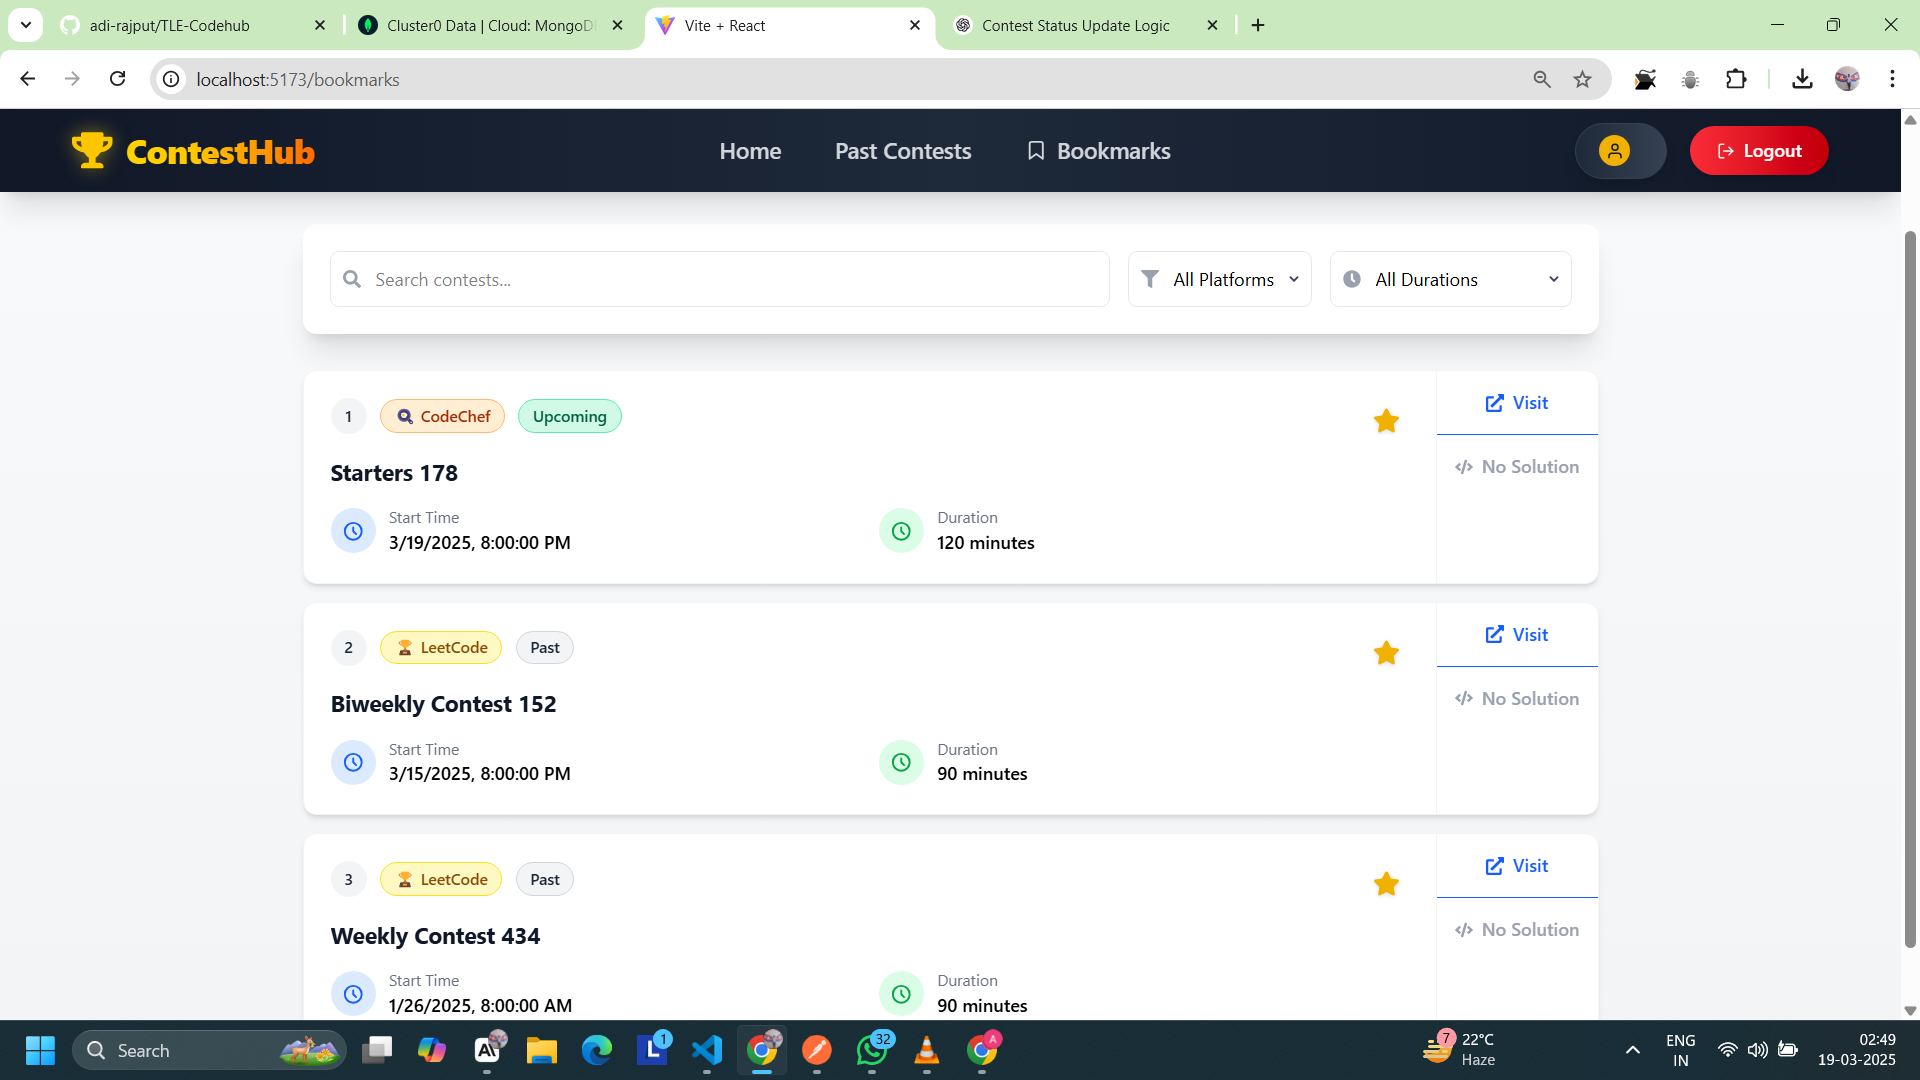 adi-rajput/TLE-Codehub
Cluster0 Data | Cloud: MongoD
Vite + React
Contest Status Update Logic
localhost:5173/bookmarks
ContestHub
Home
Past Contests
Bookmarks
Logout
Search contests...
All Platforms
All Durations
1
CodeChef
Upcoming
Visit
No Solution
Starters 178
Start Time
3/19/2025, 8:00:00 PM
Duration
120 minutes
2
LeetCode
Past
Visit
No Solution
Biweekly Contest 152
Start Time
3/15/2025, 8:00:00 PM
Duration
90 minutes
3
LeetCode
Past
Visit
No Solution
Weekly Contest 434
Start Time
1/26/2025, 8:00:00 AM
Duration
90 minutes
Search
1
32
A
7
22°C
Haze
ENG
IN
02:49
19-03-2025